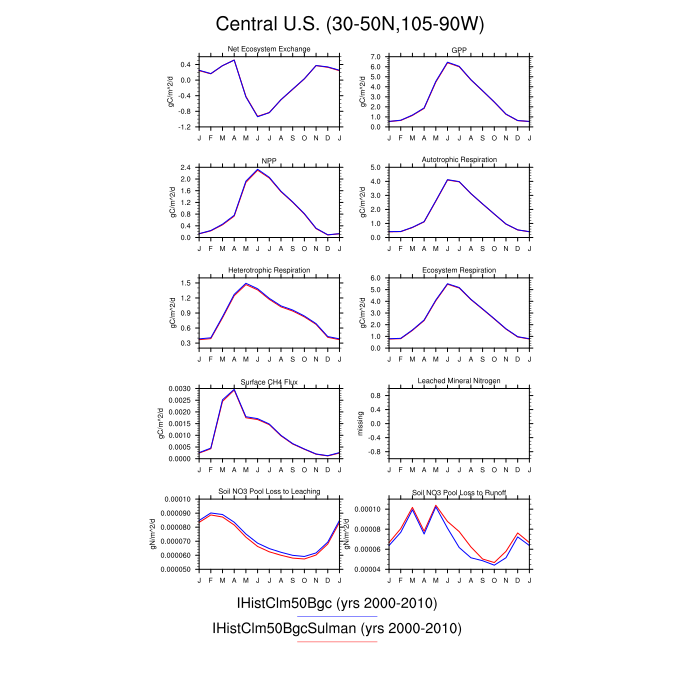 Central U.S. (30-50N,105-90W)
Net Ecosystem Exchange
gC/m^2/d
0.4
0.0
-0.4
-0.8
-1.2
J F M A M J J A S O N D J
GPP
gC/m^2/d
7.0
6.0
5.0
4.0
3.0
2.0
1.0
0.0
J F M A M J J A S O N D J
NPP
gC/m^2/d
2.4
2.0
1.6
1.2
0.8
0.4
0.0
J F M A M J J A S O N D J
Autotrophic Respiration
gC/m^2/d
5.0
4.0
3.0
2.0
1.0
0.0
J F M A M J J A S O N D J
Heterotrophic Respiration
gC/m^2/d
1.5
1.2
0.9
0.6
0.3
J F M A M J J A S O N D J
Ecosystem Respiration
gC/m^2/d
6.0
5.0
4.0
3.0
2.0
1.0
0.0
J F M A M J J A S O N D J
Surface CH4 Flux
gC/m^2/d
0.0030
0.0025
0.0020
0.0015
0.0010
0.0005
0.0000
J F M A M J J A S O N D J
Leached Mineral Nitrogen
missing
0.8
0.4
0.0
-0.4
-0.8
J F M A M J J A S O N D J
Soil NO3 Pool Loss to Leaching
gN/m^2/d
0.00010
0.000090
0.000080
0.000070
0.000060
0.000050
J F M A M J J A S O N D J
Soil NO3 Pool Loss to Runoff
gN/m^2/d
0.00010
0.00008
0.00006
0.00004
J F M A M J J A S O N D J
IHistClm50Bgc (yrs 2000-2010)
IHistClm50BgcSulman (yrs 2000-2010)